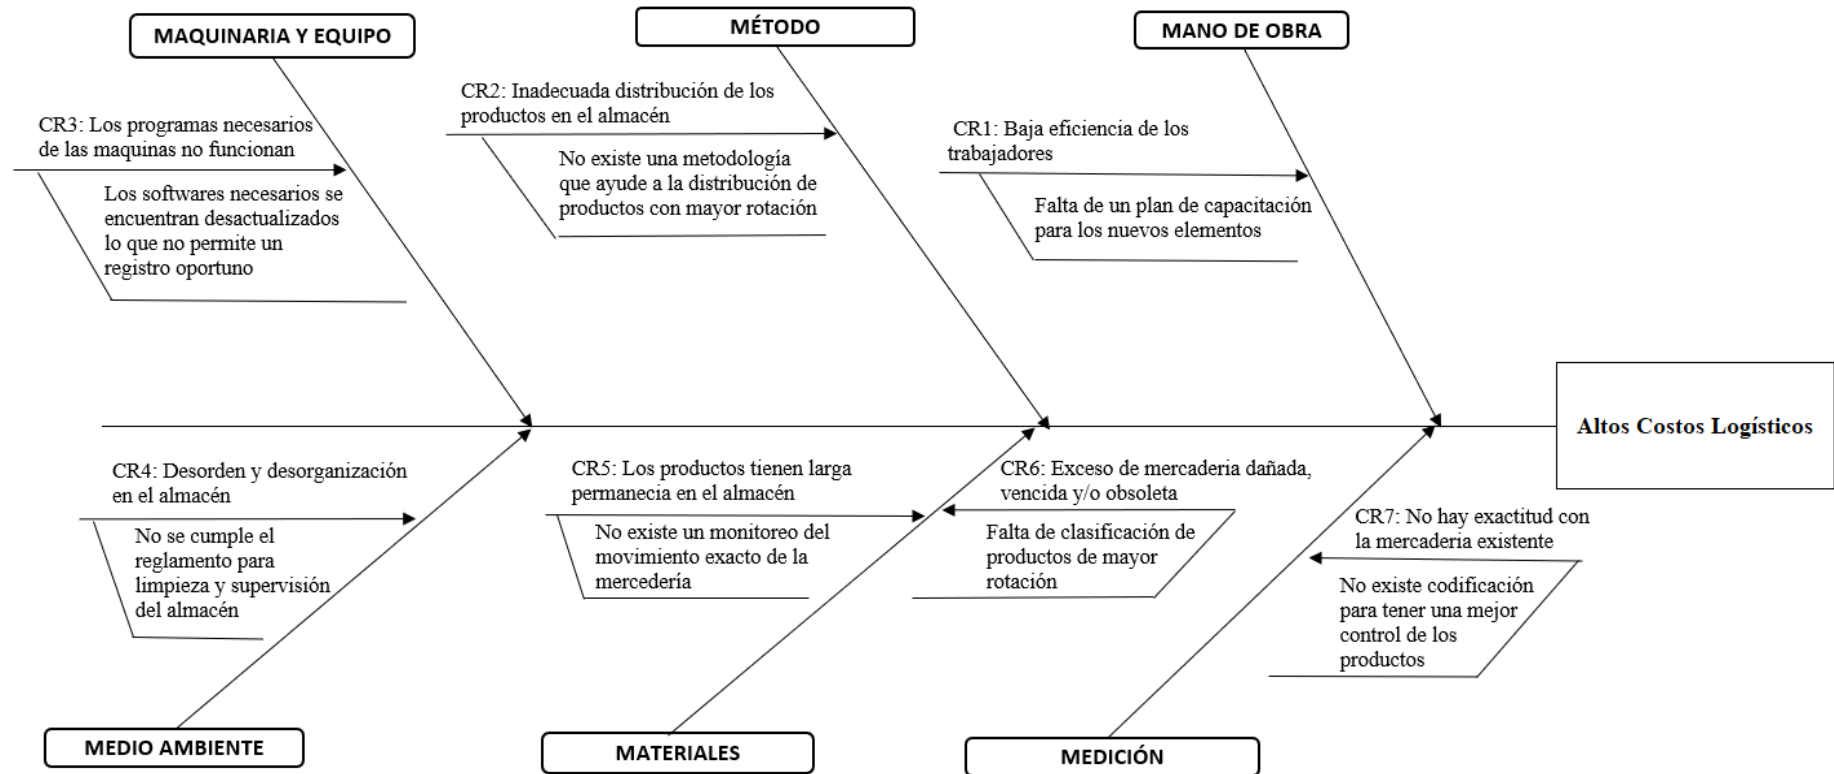 MAQUINARIA Y EQUIPO
MÉTODO
MANO DE OBRA
CR3: Los programas necesarios
de las maquinas no funcionan
Los softwares necesarios se
encuentran desactualizados
lo que no permite un
registro oportuno
CR2: Inadecuada distribución de los
productos en el almacén
No existe una metodología
que ayude a la distribución de
productos con mayor rotación
CR1: Baja eficiencia de los
trabajadores
Falta de un plan de capacitación
para los nuevos elementos
Altos Costos Logísticos
CR4: Desorden y desorganización
en el almacén
No se cumple el
reglamento para
limpieza y supervisión
del almacén
CR5: Los productos tienen larga
permanecia en el almacén
No existe un monitoreo del
movimiento exacto de la
mercedería
CR6: Exceso de mercaderia dañada,
vencida y/o obsoleta
Falta de clasificación de
productos de mayor
rotación
CR7: No hay exactitud con
la mercaderia existente
No existe codificación
para tener una mejor
control de los
productos
MEDIO AMBIENTE
MATERIALES
MEDICIÓN